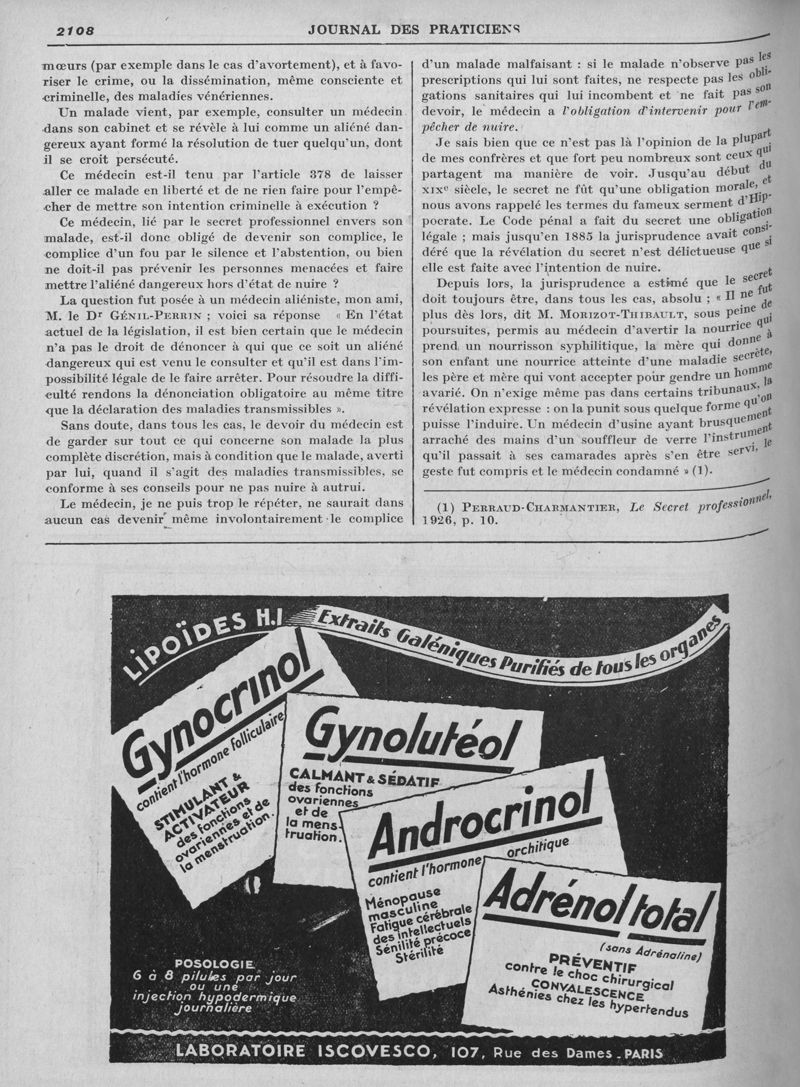 2108
JOURNAL DES PRATICIENS
mœurs (par exemple dans le cas d'avortement), et à favo-
riser le crime, ou la dissémination, même consciente et
criminelle, des maladies vénériennes.
Un malade vient, par exemple, consulter un médecin
dans son cabinet et se révèle à lui comme un aliéné dan-
gereux ayant formé la résolution de tuer quelqu'un, dont
il se croit persécuté.
Ce médecin est-il tenu par l'article 378 de laisser
aller ce malade en liberté et de ne rien faire pour l'empê-
cher de mettre son intention criminelle à exécution ?
Ce médecin, lié par le secret professionnel envers son
malade, est-il donc obligé de devenir son complice, le
complice d'un fou par le silence et l'abstention, ou bien
ne doit-il pas prévenir les personnes menacées et faire
mettre l'aliéné dangereux hors d'état de nuire ?
La question fut posée à un médecin aliéniste, mon ami,
M. le Dr GÉNIL-PERRIN ; voici sa réponse « En l'état
actuel de la législation, il est bien certain que le médecin
n'a pas le droit de dénoncer à qui que ce soit un aliéné
dangereux qui est venu le consulter et qu'il est dans l'im-
possibilité légale de le faire arrêter. Pour résoudre la diffi-
culté rendons la dénonciation obligatoire au même titre
que la déclaration des maladies transmissibles ».
Sans doute, dans tous les cas, le devoir du médecin est
de garder sur tout ce qui concerne son malade la plus
complète discrétion, mais à condition que le malade, averti
par lui, quand il s'agit des maladies transmissibles, se
conforme à ses conseils pour ne pas nuire à autrui.
Le médecin, je ne puis trop le répéter, ne saurait dans
aucun cas devenir même involontairement le complice
d'un malade malfaisant : si le malade n'observe pas les
prescriptions qui lui sont faites, ne respecte pas les obli-
gations sanitaires qui lui incombent et ne fait pas son
devoir, le médecin a l'obligation d'intervenir pour l'em-
pêcher de nuire.
Je sais bien que ce n'est pas là l'opinion de la plupart
de mes confrères et que fort peu nombreux sont ceux qui
partagent ma manière de voir. Jusqu'au début du
XIXe siècle, le secret ne fût qu'une obligation morale, et
nous avons rappelé les termes du fameux serment d'Hip-
pocrate. Le Code pénal a fait du secret une obligation
légale ; mais jusqu'en 1885 la jurisprudence avait consi-
déré que la révélation du secret n'est délictueuse que si
elle est faite avec l'intention de nuire.
Depuis lors, la jurisprudence a estimé que le secret
doit toujours être, dans tous les cas, absolu ; « Il ne fut
plus dès lors, dit M. MORIZOT-THIBAULT, sous peine de
poursuites, permis au médecin d'avertir la nourrice qui
prend un nourrisson syphilitique, la mère qui donne à
son enfant une nourrice atteinte d'une maladie secrète,
les père et mère qui vont accepter pour gendre un homme
avarié. On n'exige même pas dans certains tribunaux, la
révélation expresse : on la punit sous quelque forme qu'on
puisse l'induire. Un médecin d'usine ayant brusquement
arraché des mains d'un souffleur de verre l'instrument
qu'il passait à ses camarades après s'en être servi, le
geste fut compris et le médecin condamné » (1).
(1) PERRAUD-CHARMANTIER, Le Secret professionnel,
1926, p. 10.
LIPOÏDES H.I
Extraits Galéniques Purifiés de tous les organes
Gynocrinol
contient l'hormone folliculaire
STIMULANT &
ACTIVATEUR
des fonctions
ovariennes et de
la menstruation.
Gynolutéol
CALMANT & SÉDATIF
des fonctions
ovariennes
et de
la mens-
truation.
Androcrinol
contient l'hormone orchitique
Ménopause
masculine
Fatigue cérébrale
des intellectuels
Sénilité précoce
Stérilité
Adrénol total
(sans Adrénaline)
PRÉVENTIF
contre le choc chirurgical
CONVALESCENCE
Asthénies chez les hypertendus
POSOLOGIE
6 à 8 pilules par jour
ou une
injection hypodermique
journalière
LABORATOIRE ISCOVESCO, 107, Rue des Dames - PARIS